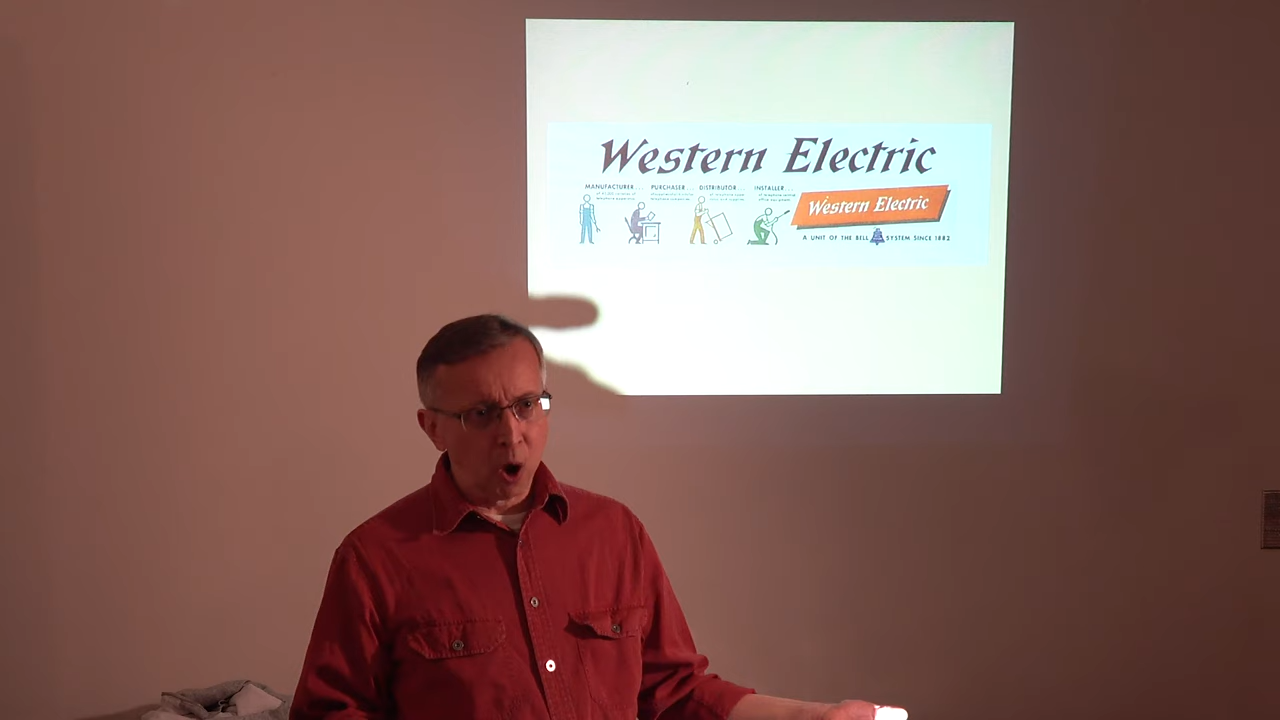 Western Electric
MANUFACTURER... PURCHASER... DISTRIBUTOR... INSTALLER...
Western Electric
A UNIT OF THE BELL SYSTEM SINCE 1882